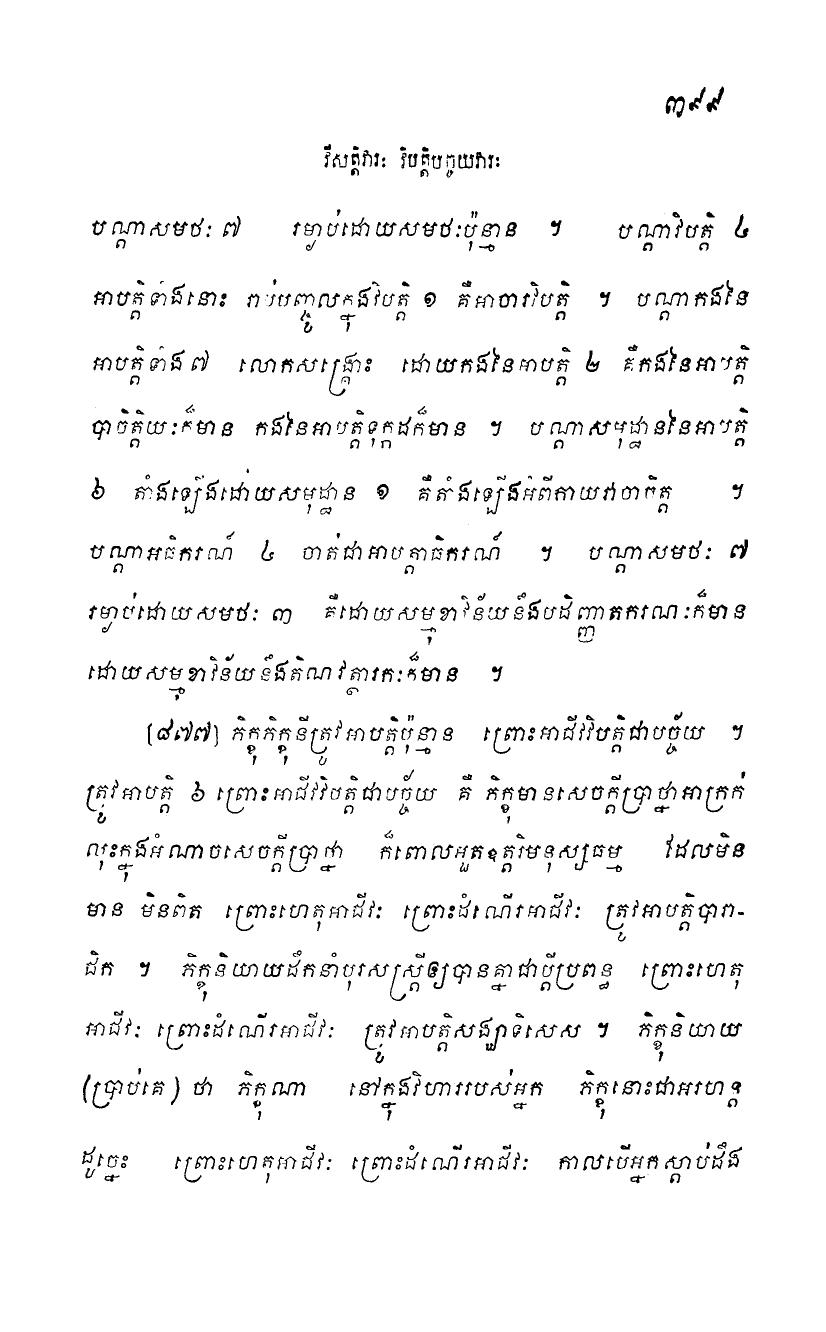 ៣៩៩
វីសត្តិវារៈ វិបត្តិបច្ចយវារៈ
បណ្តាសមថៈ ៧ រម្ងាប់ដោយសមថៈប៉ុន្មាន ។ បណ្តាវិបត្តិ ៤
អាបត្តិទាំងនោះ រាប់បញ្ចូលក្នុងវិបត្តិ ១ គឺអាចារវិបត្តិ ។ បណ្តាកងនៃ
អាបត្តិទាំង៧ លោកសង្គ្រោះ ដោយកងនៃអាបត្តិ ២ គឺកងនៃអាបត្តិ
បាចិត្តិយៈក៏មាន កងនៃអាបត្តិទុក្កដក៏មាន ។ បណ្តាសមុដ្ឋាននៃអាបត្តិ
៦ តាំងឡើងដោយសមុដ្ឋាន ១ គឺតាំងឡើងអំពីកាយវាចាចិត្ត ។
បណ្តាអធិករណ៍ ៤ ចាត់ជាអាបត្តាធិករណ៍ ។ បណ្តាសមថៈ ៧
រម្ងាប់ដោយសមថៈ ៣ គឺដោយសម្មុខាវិន័យនឹងបដិញ្ញាតករណៈក៏មាន
ដោយសម្មុខាវិន័យនឹងតិណវត្ថារកៈក៏មាន ។
[៨៧៧] ភិក្ខុភិក្ខុនីត្រូវអាបត្តិប៉ុន្មាន ព្រោះអាជីវវិបត្តិជាបច្ច័យ ។
ត្រូវអាបត្តិ ៦ ព្រោះអាជីវវិបត្តិជាបច្ច័យ គឺ ភិក្ខុមានសេចក្តីប្រាថ្នាអាក្រក់
លុះក្នុងអំណាចសេចក្តីប្រាថ្នា ក៏ពោលអួតឧត្តរិមនុស្សធម្ម ដែលមិន
មាន មិនពិត ព្រោះហេតុអាជីវៈ ព្រោះដំណើរអាជីវៈ ត្រូវអាបត្តិបារា-
ជិក ។ ភិក្ខុនិយាយដឹកនាំបុរសស្ត្រីឲ្យបានគ្នាជាប្តីប្រពន្ធ ព្រោះហេតុ
អាជីវៈ ព្រោះដំណើរអាជីវៈ ត្រូវអាបត្តិសង្ឃាទិសេស ។ ភិក្ខុនិយាយ
(ប្រាប់គេ) ថា ភិក្ខុណា នៅក្នុងវិហាររបស់អ្នក ភិក្ខុនោះជាអរហន្ត
ដូច្នេះ ព្រោះហេតុអាជីវៈ ព្រោះដំណើរអាជីវៈ កាលបើអ្នកស្តាប់ដឹង